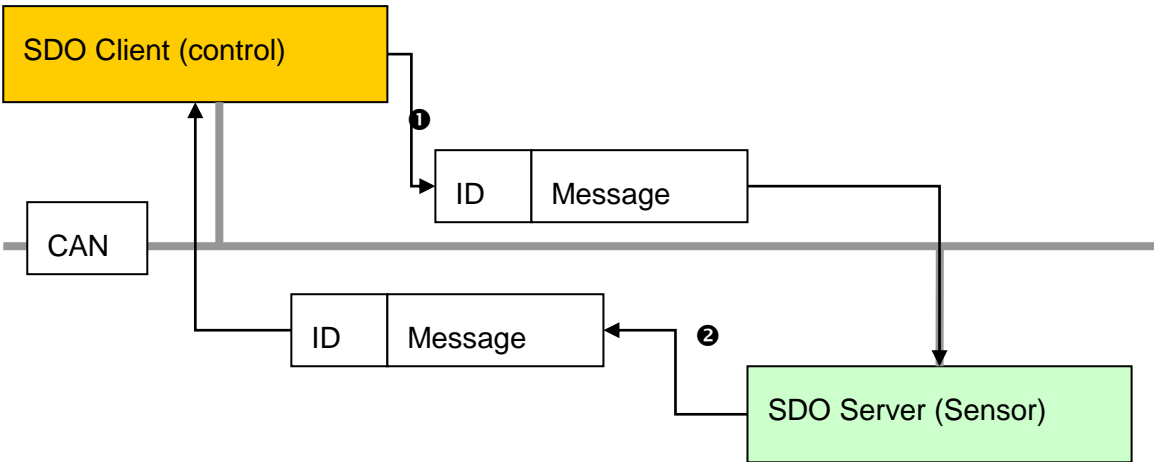 SDO Client (control)
❶
ID Message
CAN
ID Message
❷
SDO Server (Sensor)